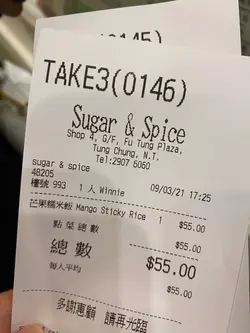 0145)
TAKE3(0146)
Sugar & Spice
Shop 4, G/F, Fu Tung Plaza,
Tung Chung, N.T.
Tel:2907 6060
sugar & spice
48205
09/03/21 17:25
檯號 993 1 人 Winnie
芒果糯米飯 Mango Sticky Rice 1 $55.00
點菜總數 $55.00
總數 $55.00
每人平均 $55.00
多謝惠顧 請再光臨